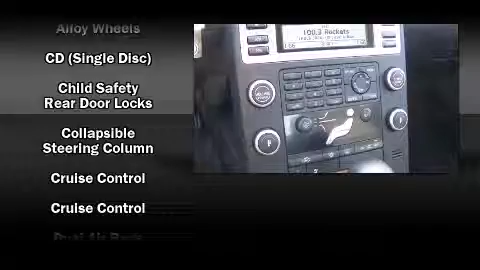 Alloy Wheels
CD (Single Disc)
Child Safety
Rear Door Locks
Collapsible
Steering Column
Cruise Control
Cruise Control
100.3 Rockets